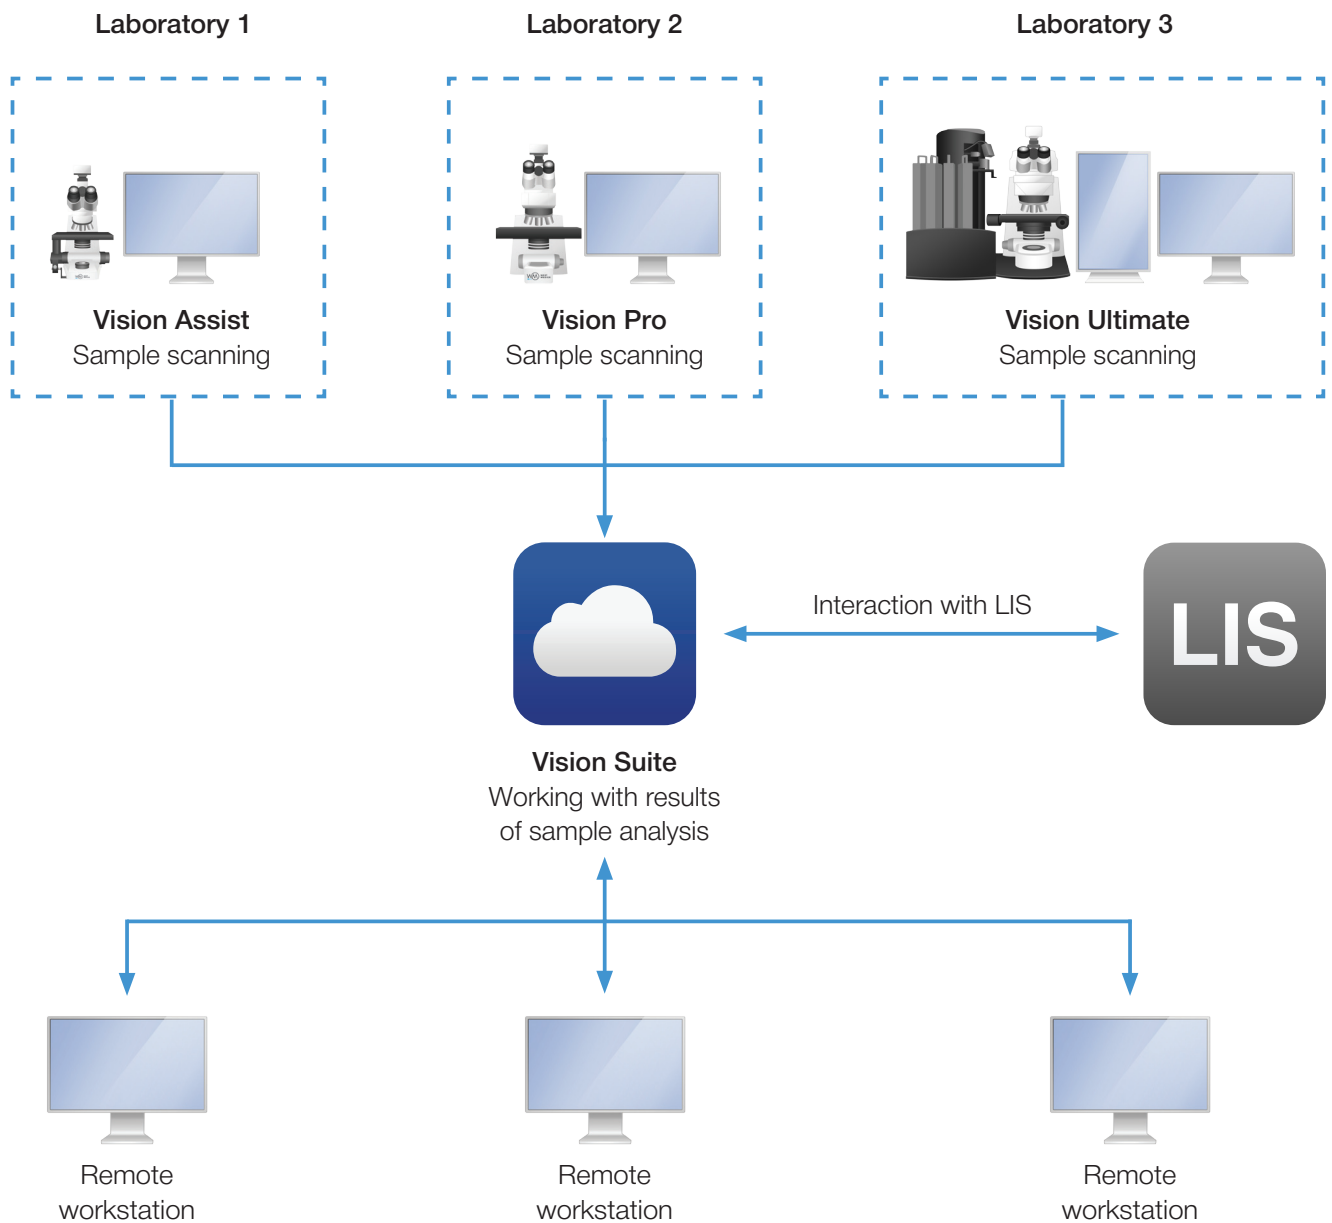 Laboratory 1
Laboratory 2
Laboratory 3
Vision Assist
Sample scanning
Vision Pro
Sample scanning
Vision Ultimate
Sample scanning
Interaction with LIS
LIS
Vision Suite
Working with results
of sample analysis
Remote
workstation
Remote
workstation
Remote
workstation